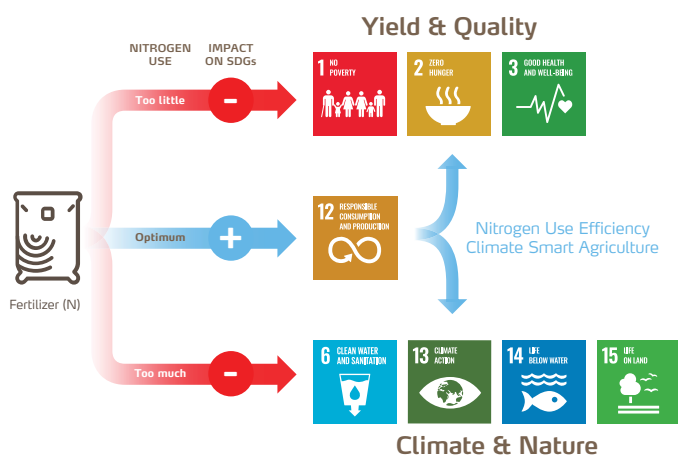 Yield & Quality
NITROGEN
USE
IMPACT
ON SDGs
Too little
-
1 NO
POVERTY
2 ZERO
HUNGER
3 GOOD HEALTH
AND WELL-BEING
Fertilizer (N)
Optimum
+
12 RESPONSIBLE
CONSUMPTION
AND PRODUCTION
Nitrogen Use Efficiency
Climate Smart Agriculture
Too much
-
6 CLEAN WATER
AND SANITATION
13 CLIMATE
ACTION
14 LIFE
BELOW WATER
15 LIFE
ON LAND
Climate & Nature